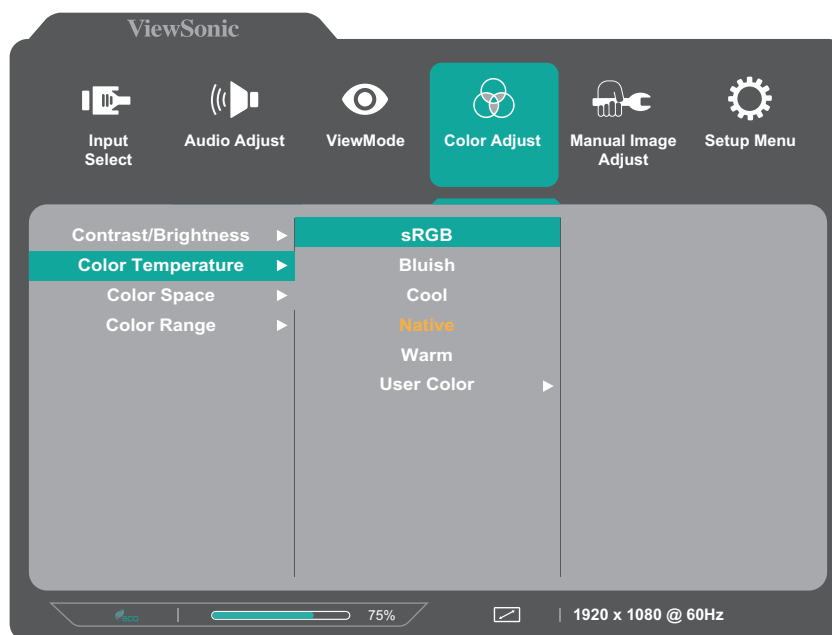 ViewSonic
Input
Select
Audio Adjust
ViewMode
Color Adjust
Manual Image
Adjust
Setup Menu
Contrast/Brightness
Color Temperature
Color Space
Color Range
sRGB
Bluish
Cool
Native
Warm
User Color
eco
75%
1920 x 1080 @ 60Hz